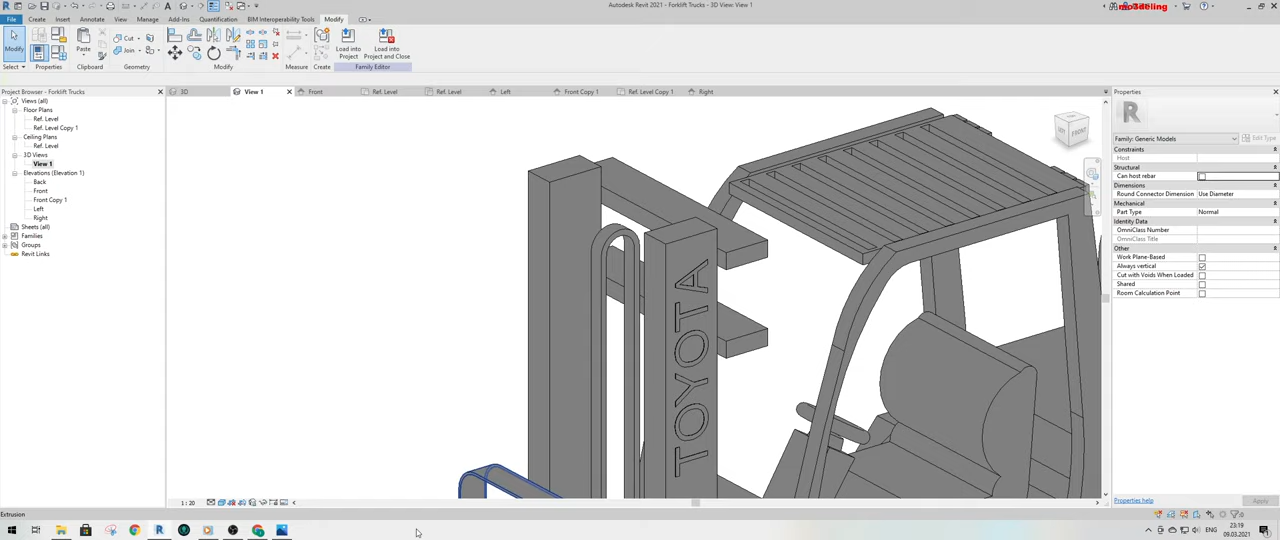 Autodesk Revit 2021 - Forklift Trucks - 3D View: View 1
modeling
File Create Insert Annotate View Manage Add-Ins Quantification BIM Interoperability Tools Modify
Modify Paste Cut Join Load into Project Load into Project and Close
Select Properties Clipboard Geometry Modify Measure Create Family Editor
Project Browser - Forklift Trucks
3D View 1 Front Ref. Level Ref. Level Left Front Copy 1 Ref. Level Copy 1 Right
Properties
Views (all)
Floor Plans
Ref. Level
Ref. Level Copy 1
Ceiling Plans
Ref. Level
3D Views
View 1
Elevations (Elevation 1)
Back
Front
Front Copy 1
Left
Right
Sheets (all)
Families
Groups
Revit Links
TOYOTA
LEFT FRONT
Family: Generic Models Edit Type
Constraints
Host
Structural
Can host rebar
Dimensions
Round Connector Dimension Use Diameter
Mechanical
Part Type Normal
Identity Data
OmniClass Number
OmniClass Title
Other
Work Plane-Based
Always vertical
Cut with Voids When Loaded
Shared
Room Calculation Point
Properties help Apply
1 : 20
Extrusion
:0
ENG
23:19
09.03.2021